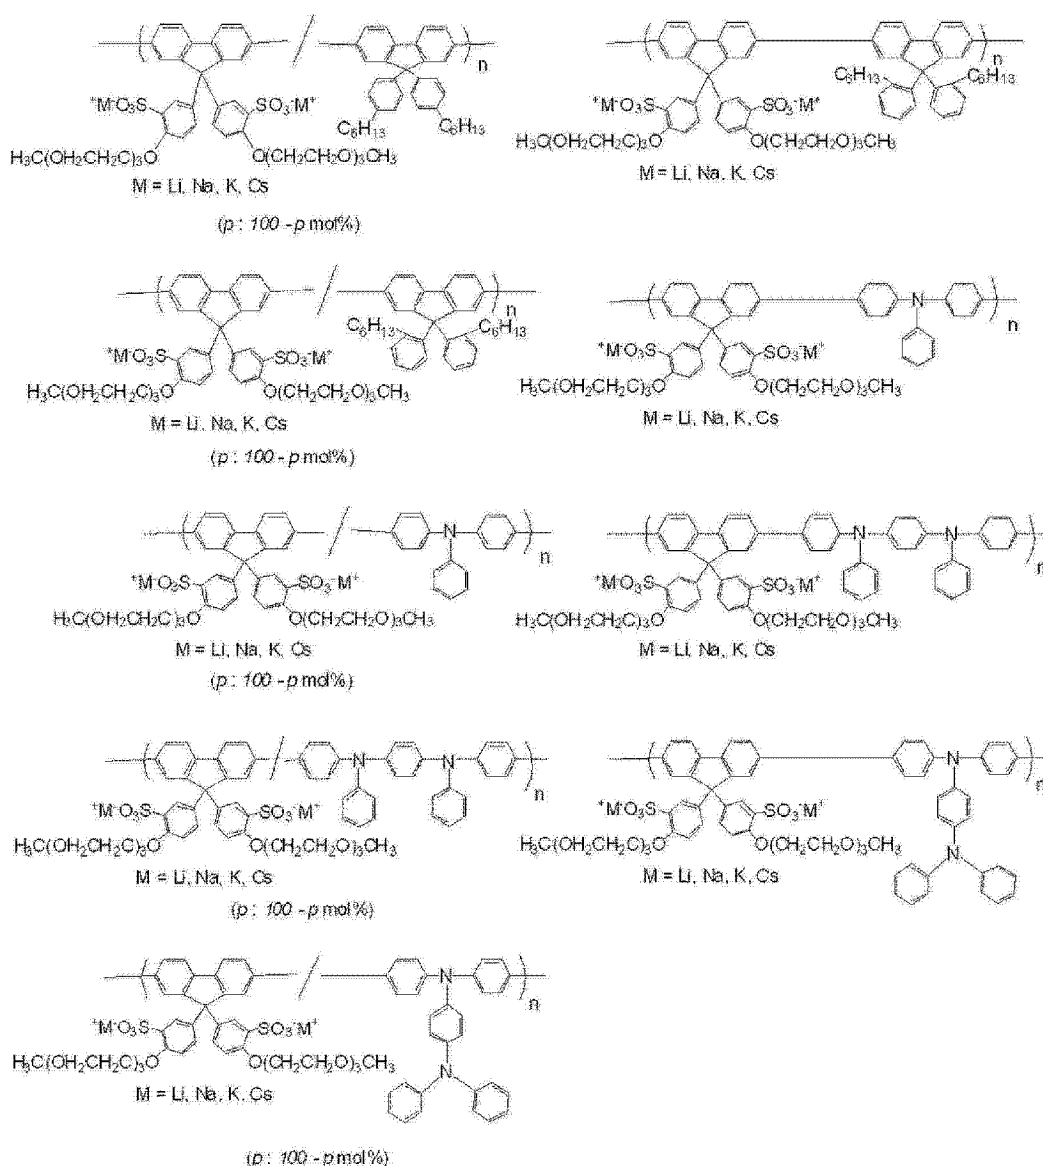 n
⁺M⁻O₃S SO₃⁻M⁺
C₆H₁₃ C₆H₁₃
H₃C(OH₂CH₂C)₃O O(CH₂CH₂O)₃CH₃
M = Li, Na, K, Cs
(p : 100 - p mol%)
n
C₆H₁₃ C₆H₁₃
⁺M⁻O₃S SO₃⁻M⁺
H₃C(OH₂CH₂C)₃O O(CH₂CH₂O)₃CH₃
M = Li, Na, K, Cs
n
C₆H₁₃ C₆H₁₃
⁺M⁻O₃S SO₃⁻M⁺
H₃C(OH₂CH₂C)₃O O(CH₂CH₂O)₃CH₃
M = Li, Na, K, Cs
(p : 100 - p mol%)
N
n
⁺M⁻O₃S SO₃⁻M⁺
H₃C(OH₂CH₂C)₃O O(CH₂CH₂O)₃CH₃
M = Li, Na, K, Cs
N
n
⁺M⁻O₃S SO₃⁻M⁺
H₃C(OH₂CH₂C)₃O O(CH₂CH₂O)₃CH₃
M = Li, Na, K, Cs
(p : 100 - p mol%)
N N
n
⁺M⁻O₃S SO₃⁻M⁺
H₃C(OH₂CH₂C)₃O O(CH₂CH₂O)₃CH₃
M = Li, Na, K, Cs
N N
n
⁺M⁻O₃S SO₃⁻M⁺
H₃C(OH₂CH₂C)₃O O(CH₂CH₂O)₃CH₃
M = Li, Na, K, Cs
(p : 100 - p mol%)
N
n
⁺M⁻O₃S SO₃⁻M⁺
H₃C(OH₂CH₂C)₃O O(CH₂CH₂O)₃CH₃
N
M = Li, Na, K, Cs
N
n
⁺M⁻O₃S SO₃⁻M⁺
H₃C(OH₂CH₂C)₃O O(CH₂CH₂O)₃CH₃
N
M = Li, Na, K, Cs
(p : 100 - p mol%)